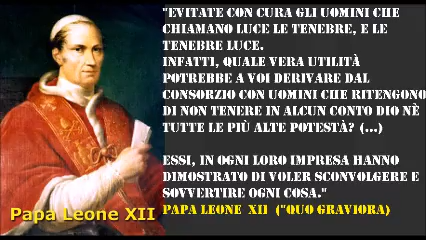 "EVITATE CON CURA GLI UOMINI CHE
CHIAMANO LUCE LE TENEBRE, E LE
TENEBRE LUCE.
INFATTI, QUALE VERA UTILITÀ
POTREBBE A VOI DERIVARE DAL
CONSORZIO CON UOMINI CHE RITENGONO
DI NON TENERE IN ALCUN CONTO DIO NÈ
TUTTE LE PIÙ ALTE POTESTÀ? (...)
ESSI, IN OGNI LORO IMPRESA HANNO
DIMOSTRATO DI VOLER SCONVOLGERE E
SOVVERTIRE OGNI COSA."
PAPA LEONE XII ("QUO GRAVIORA)
Papa Leone XII